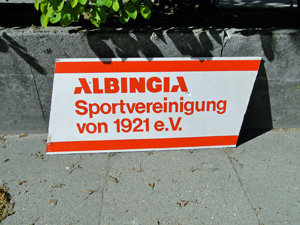 ALBINGIA
Sportvereinigung
von 1921 e.V.